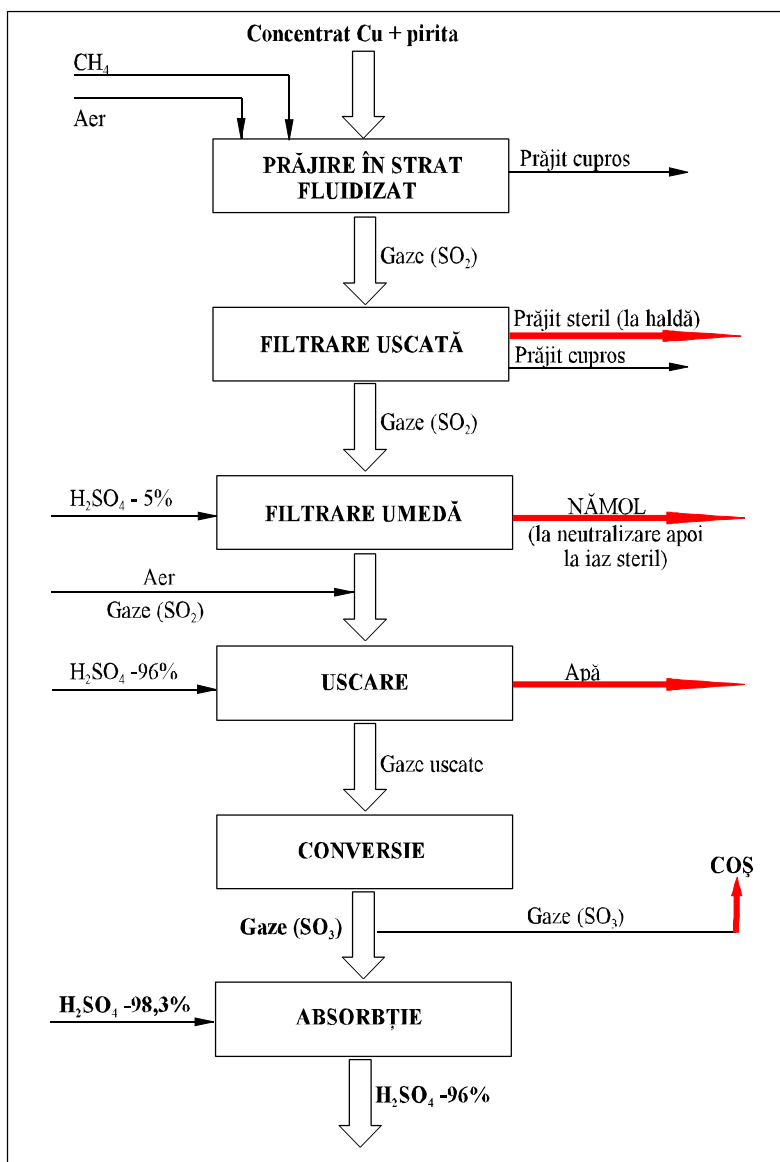 Concentrat Cu + pirita
CH₄
Aer
PRĂJIRE ÎN STRAT
FLUIDIZAT
Prăjit cupros
Gaze (SO₂)
Prăjit steril (la haldă)
FILTRARE USCATĂ
Prăjit cupros
Gaze (SO₂)
H₂SO₄ - 5%
FILTRARE UMEDĂ
NĂMOL
(la neutralizare apoi
la iaz steril)
Aer
Gaze (SO₂)
H₂SO₄ -96%
USCARE
Apă
Gaze uscate
CONVERSIE
COŞ
Gaze (SO₃)
Gaze (SO₃)
H₂SO₄ -98,3%
ABSORBȚIE
H₂SO₄ -96%